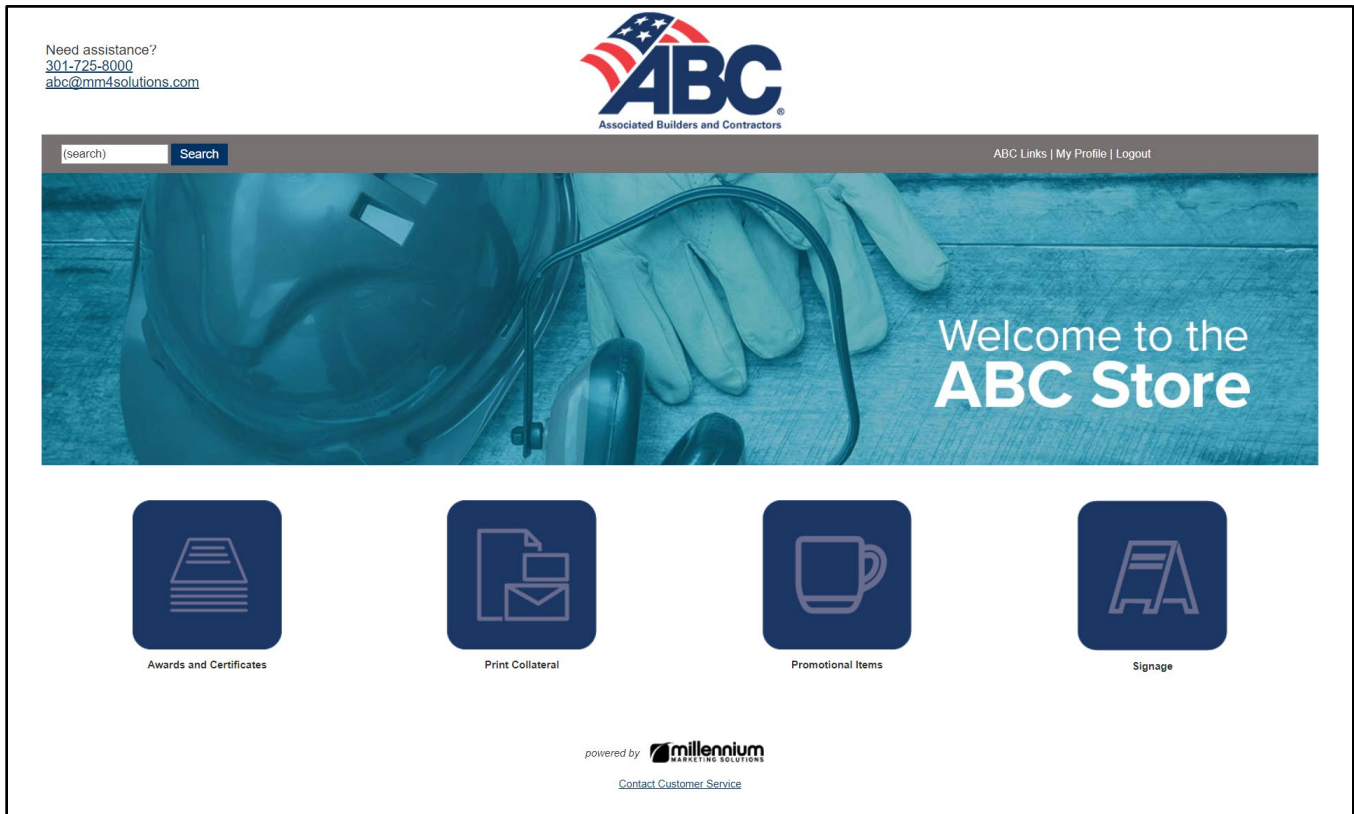 Need assistance?
301-725-8000
abc@mm4solutions.com
ABC®
Associated Builders and Contractors
(search) Search
ABC Links | My Profile | Logout
Welcome to the
ABC Store
Awards and Certificates
Print Collateral
Promotional Items
Signage
powered by millennium
MARKETING SOLUTIONS
Contact Customer Service